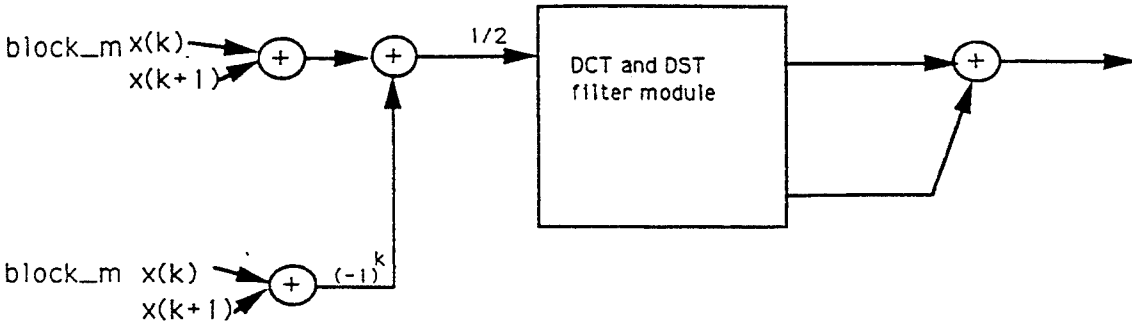 block_m x(k)
x(k+1)
+
+
1/2
DCT and DST
filter module
+
block_m x(k)
x(k+1)
+
(-1)^k